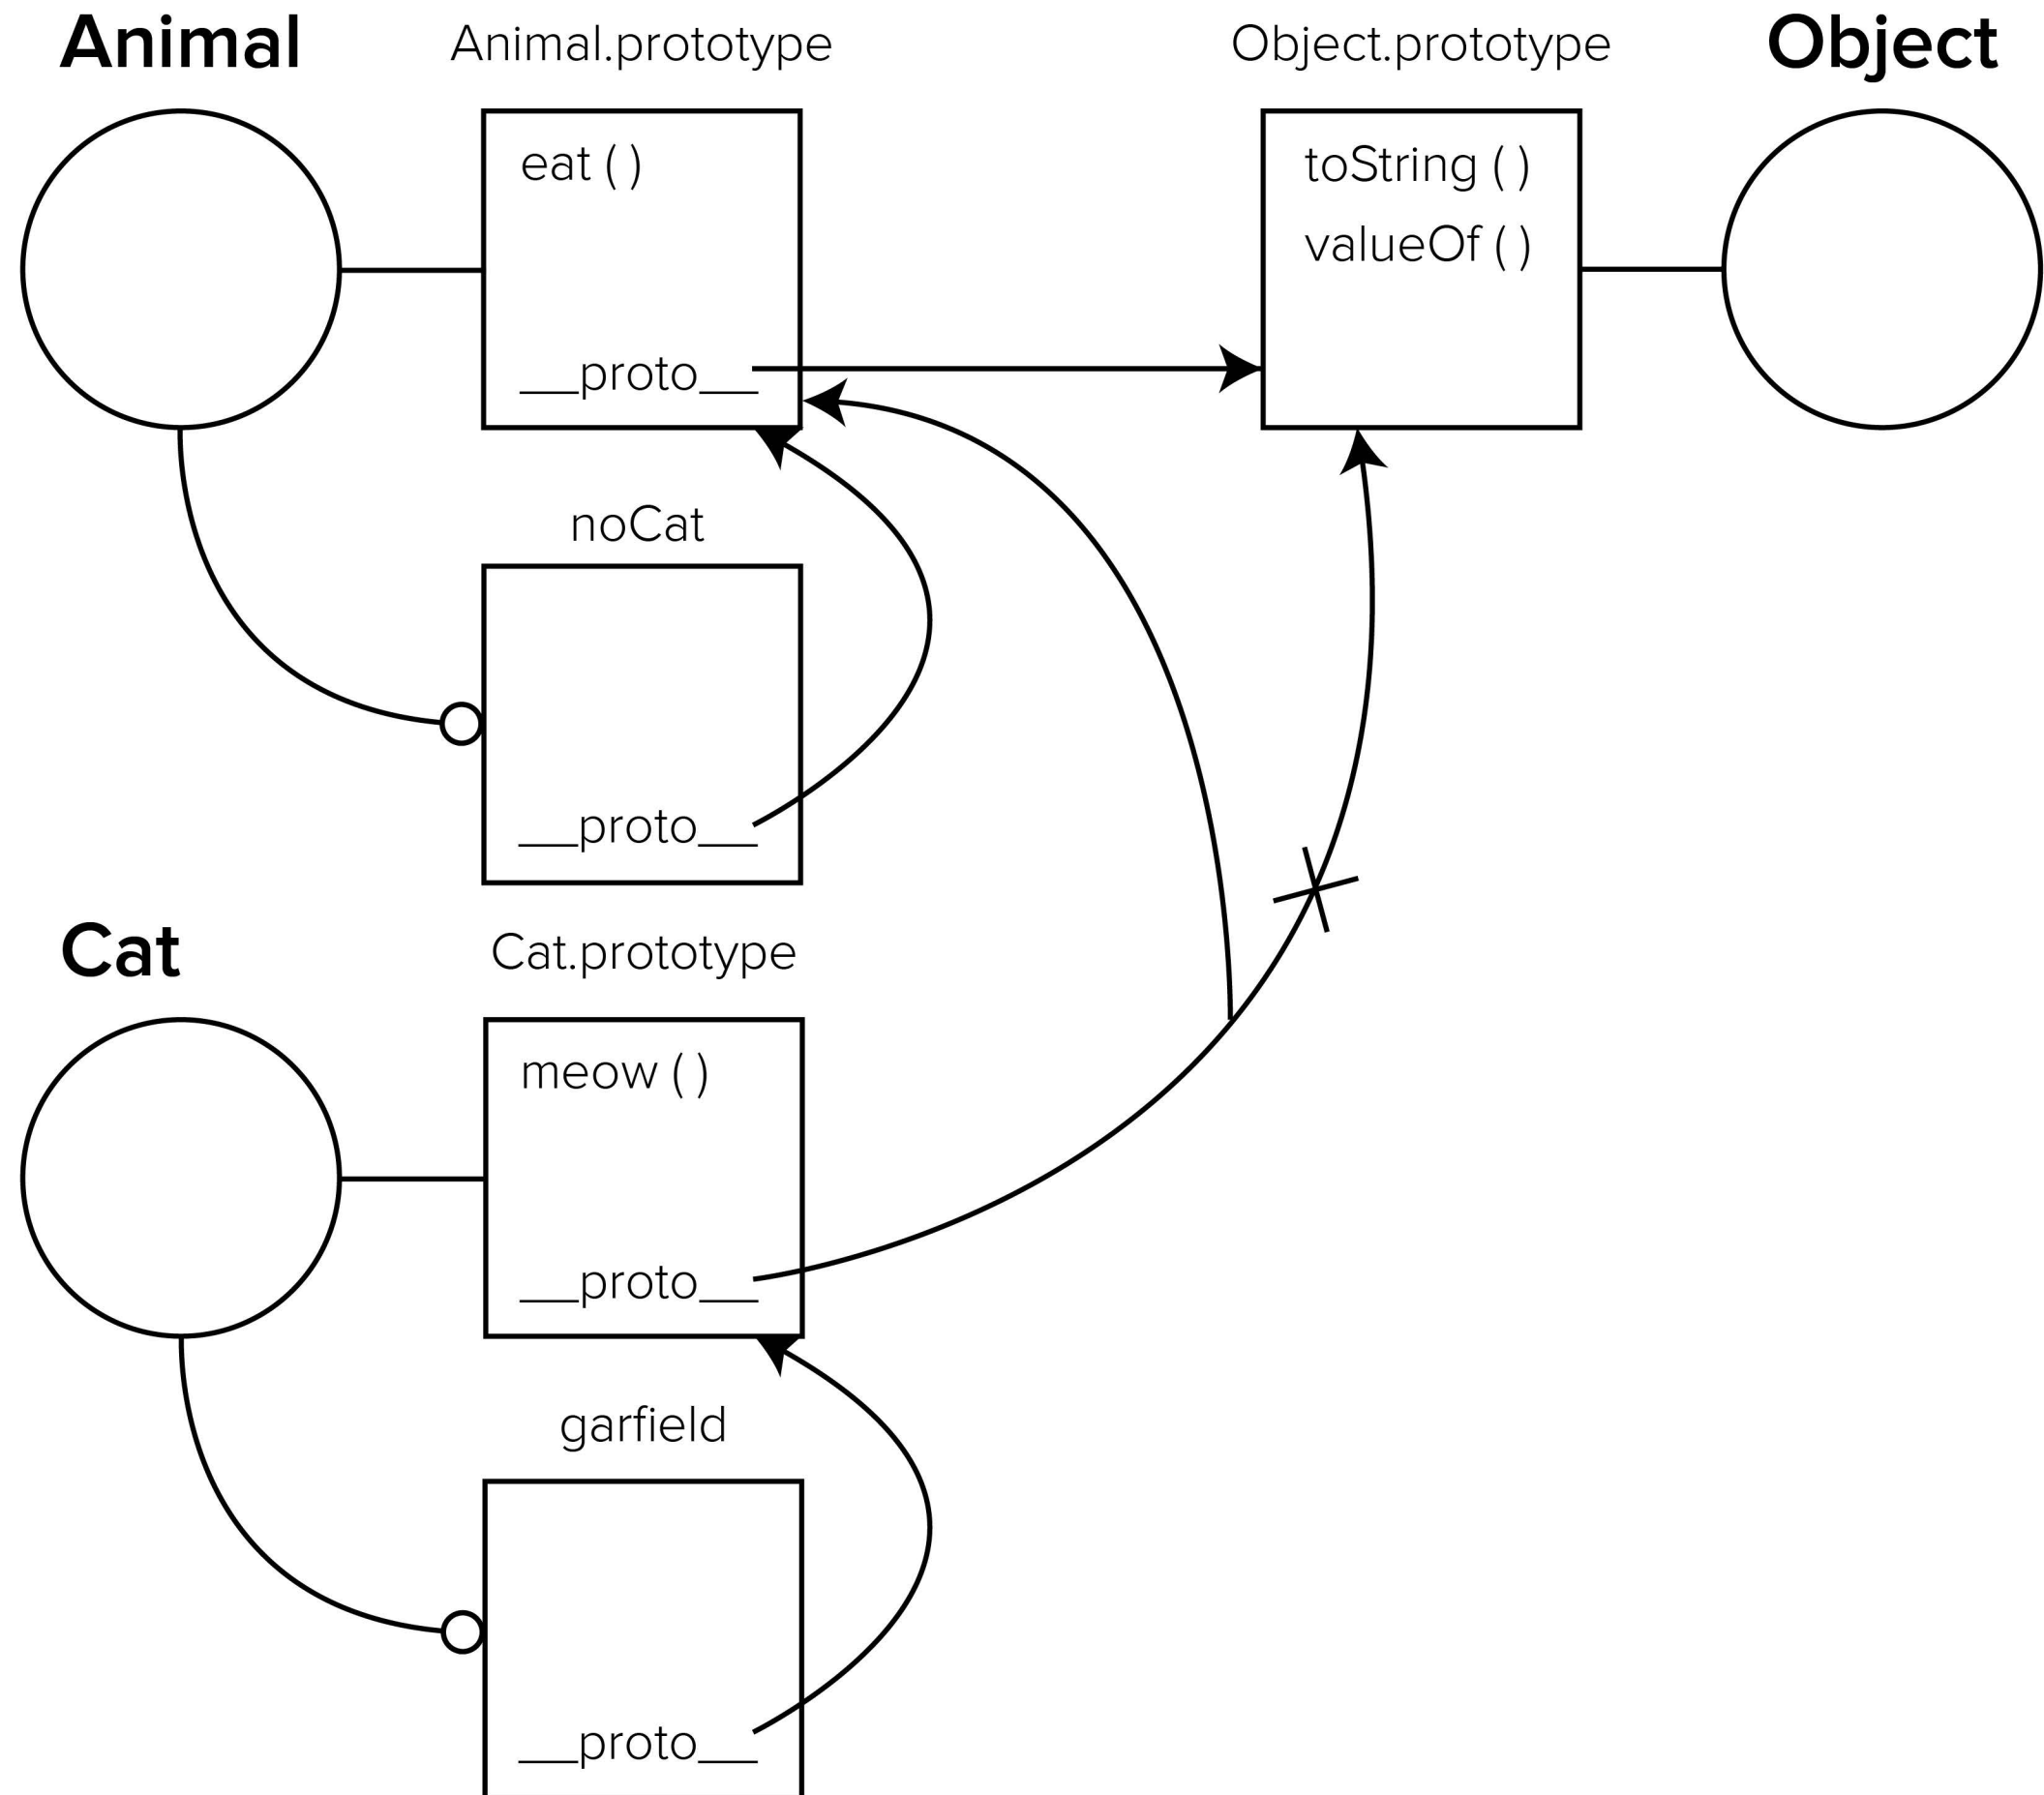 Animal
Animal.prototype
Object.prototype
Object
eat ( )
__proto__
toString ( )
valueOf ( )
noCat
__proto__
Cat
Cat.prototype
meow ( )
__proto__
garfield
__proto__